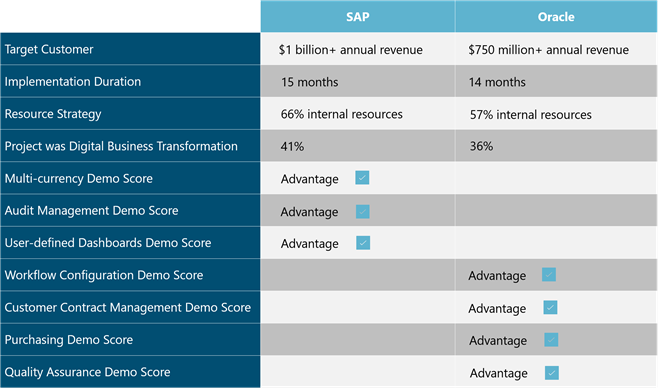 SAP Oracle
Target Customer $1 billion+ annual revenue $750 million+ annual revenue
Implementation Duration 15 months 14 months
Resource Strategy 66% internal resources 57% internal resources
Project was Digital Business Transformation 41% 36%
Multi-currency Demo Score Advantage
Audit Management Demo Score Advantage
User-defined Dashboards Demo Score Advantage
Workflow Configuration Demo Score Advantage
Customer Contract Management Demo Score Advantage
Purchasing Demo Score Advantage
Quality Assurance Demo Score Advantage